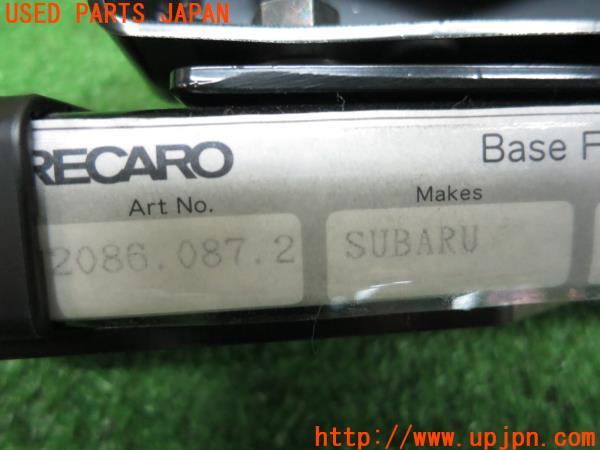 USED PARTS JAPAN
RECARO
Base F
Art No.
Makes
2086.087.2
SUBARU
http://www.upjpn.com